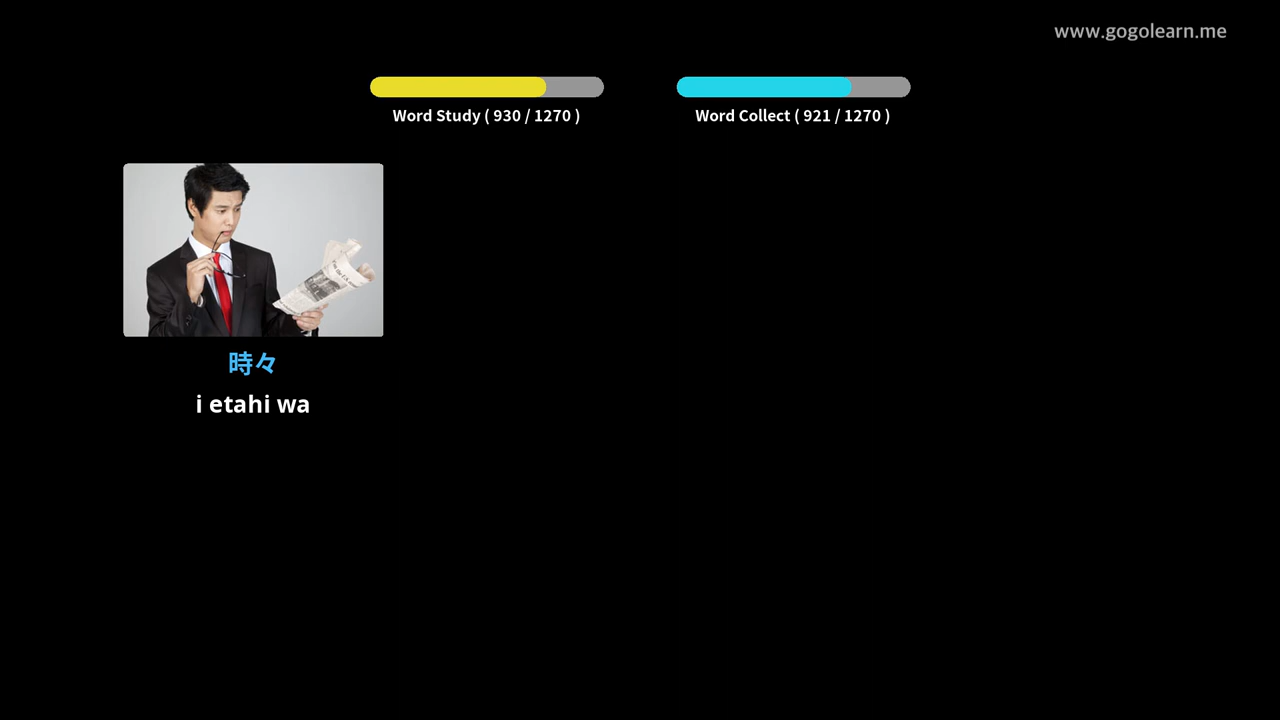 www.gogolearn.me
Word Study ( 930 / 1270 )
Word Collect ( 921 / 1270 )
時々
i etahi wa